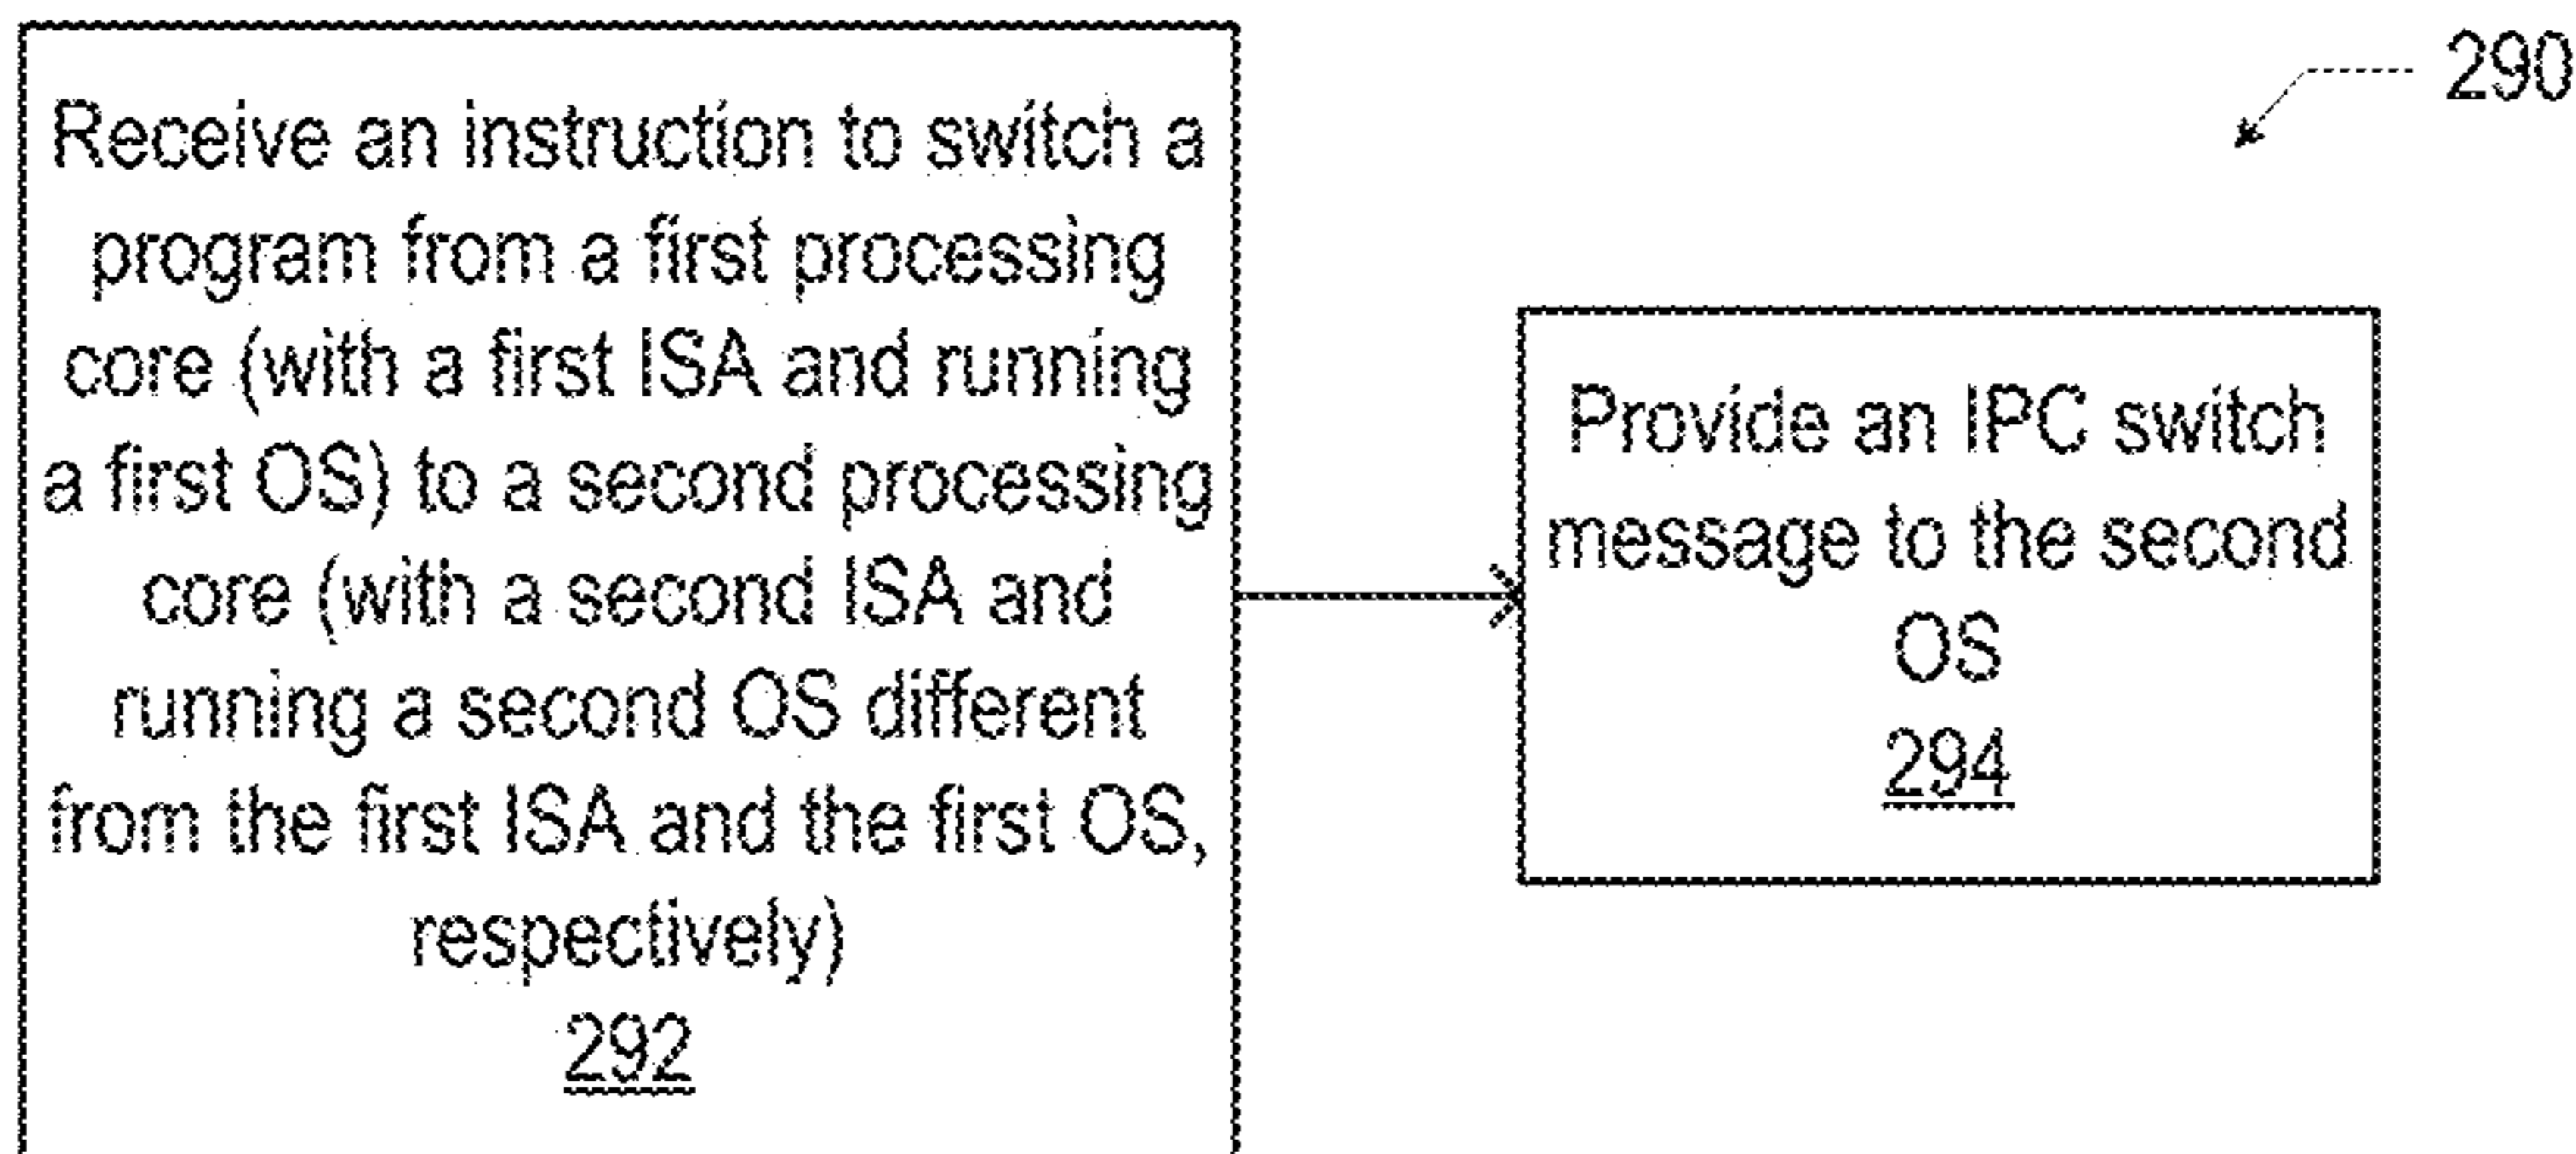 290
Receive an instruction to switch a
program from a first processing
core (with a first ISA and running
a first OS) to a second processing
core (with a second ISA and
running a second OS different
from the first ISA and the first OS,
respectively)
292
Provide an IPC switch
message to the second
OS
294